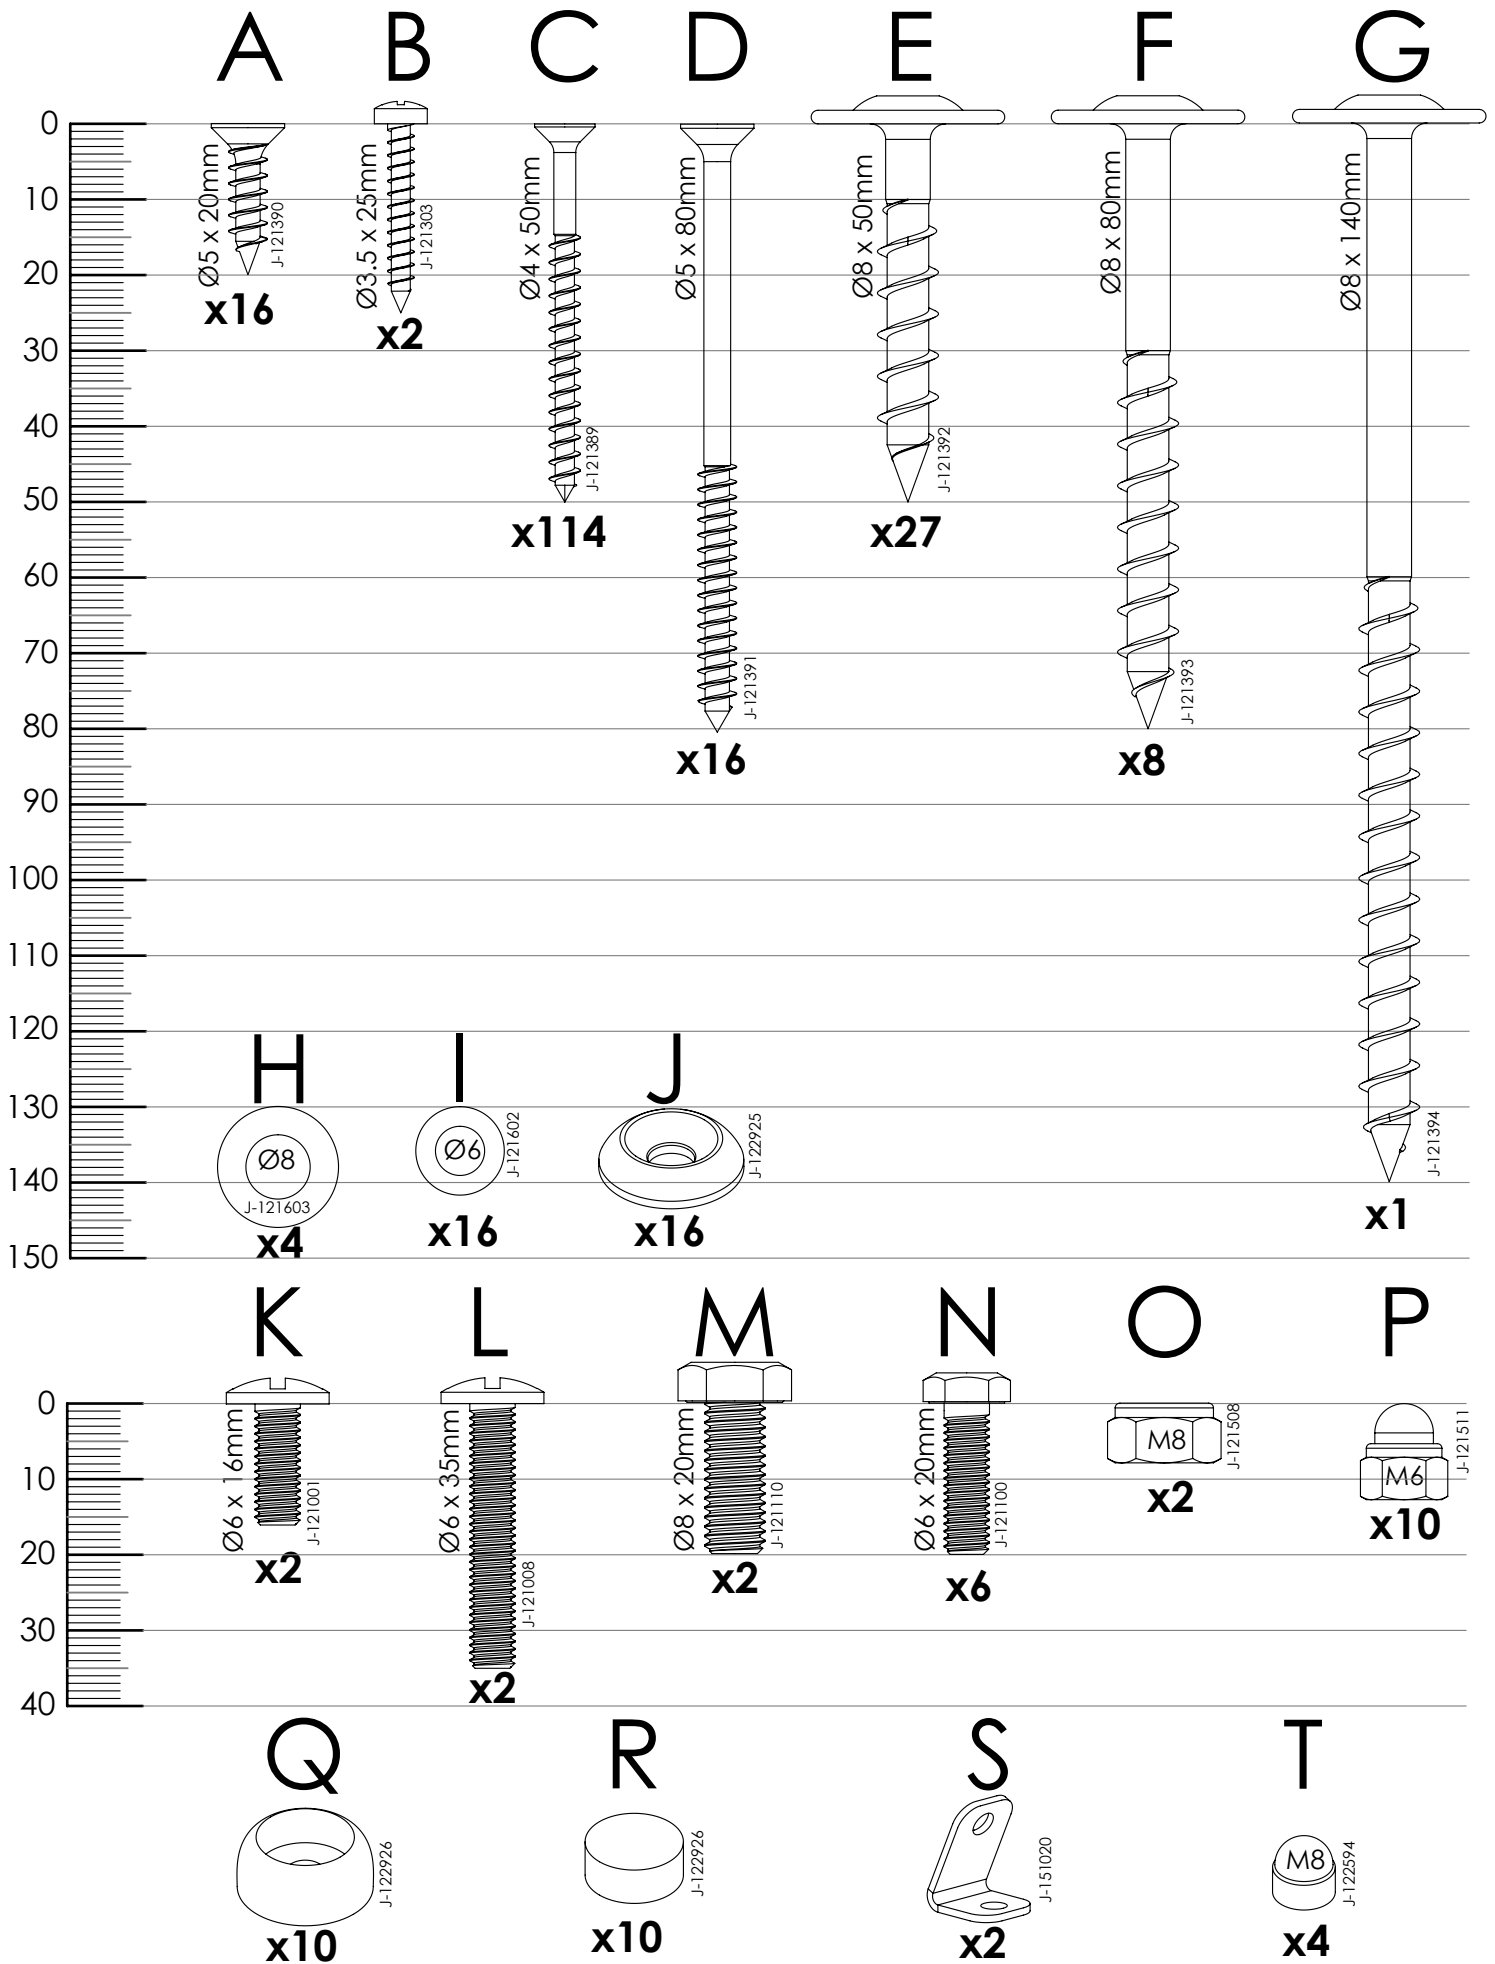 A B C D E F G
0
10
20
30
40
50
60
70
80
90
100
110
120
130
140
150
Ø5 x 20mm
J-121390
x16
Ø3.5 x 25mm
J-121303
x2
Ø4 x 50mm
J-121389
x114
Ø5 x 80mm
J-121391
x16
Ø8 x 50mm
J-121392
x27
Ø8 x 80mm
J-121393
x8
Ø8 x 140mm
J-121394
x1
H I J
Ø8
J-121603
x4
Ø6
J-121602
x16
J-122925
x16
K L M N O P
0
10
20
30
40
Ø6 x 16mm
J-121001
x2
Ø6 x 35mm
J-121008
x2
Ø8 x 20mm
J-121110
x2
Ø6 x 20mm
J-121100
x6
M8
J-121508
x2
M6
J-121511
x10
Q R S T
J-122926
x10
J-122926
x10
J-151020
x2
M8
J-122594
x4